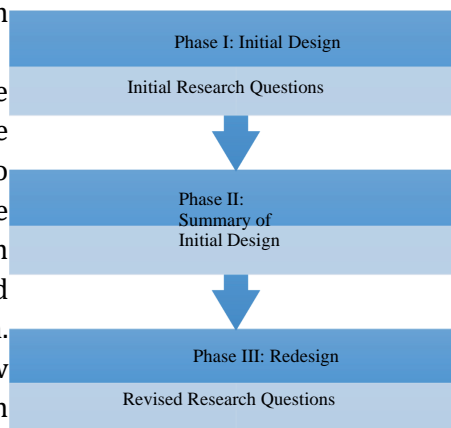 Phase I: Initial Design
Initial Research Questions
Phase II:
Summary of
Initial Design
Phase III: Redesign
Revised Research Questions